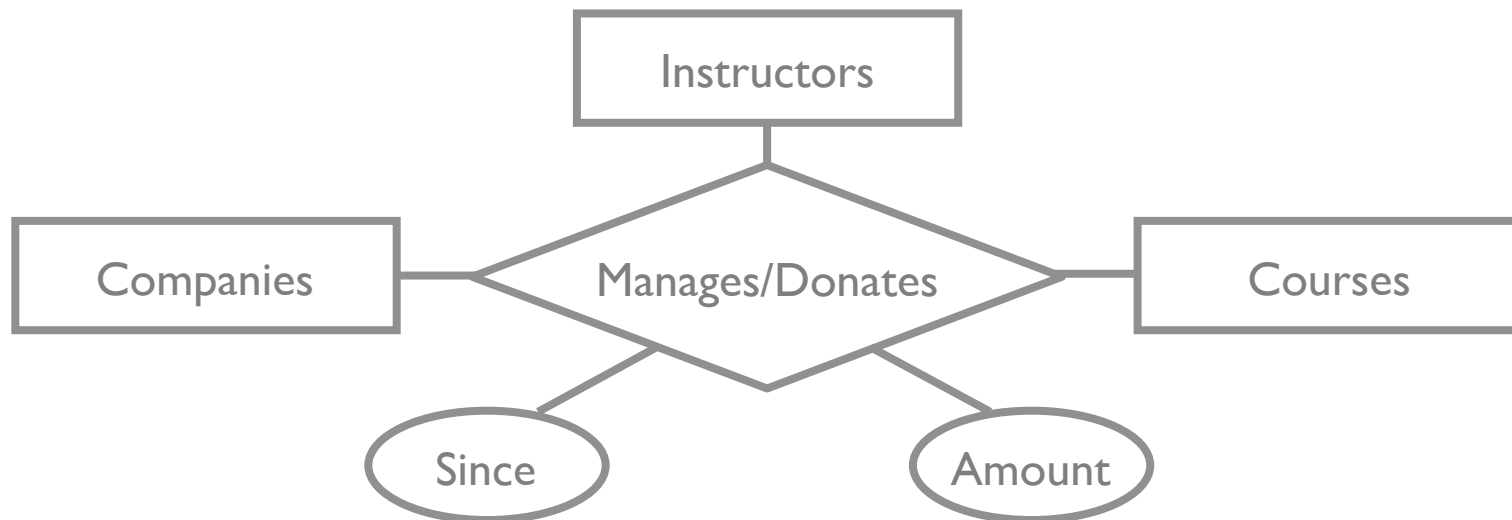 Instructors
Companies
Manages/Donates
Courses
Since
Amount